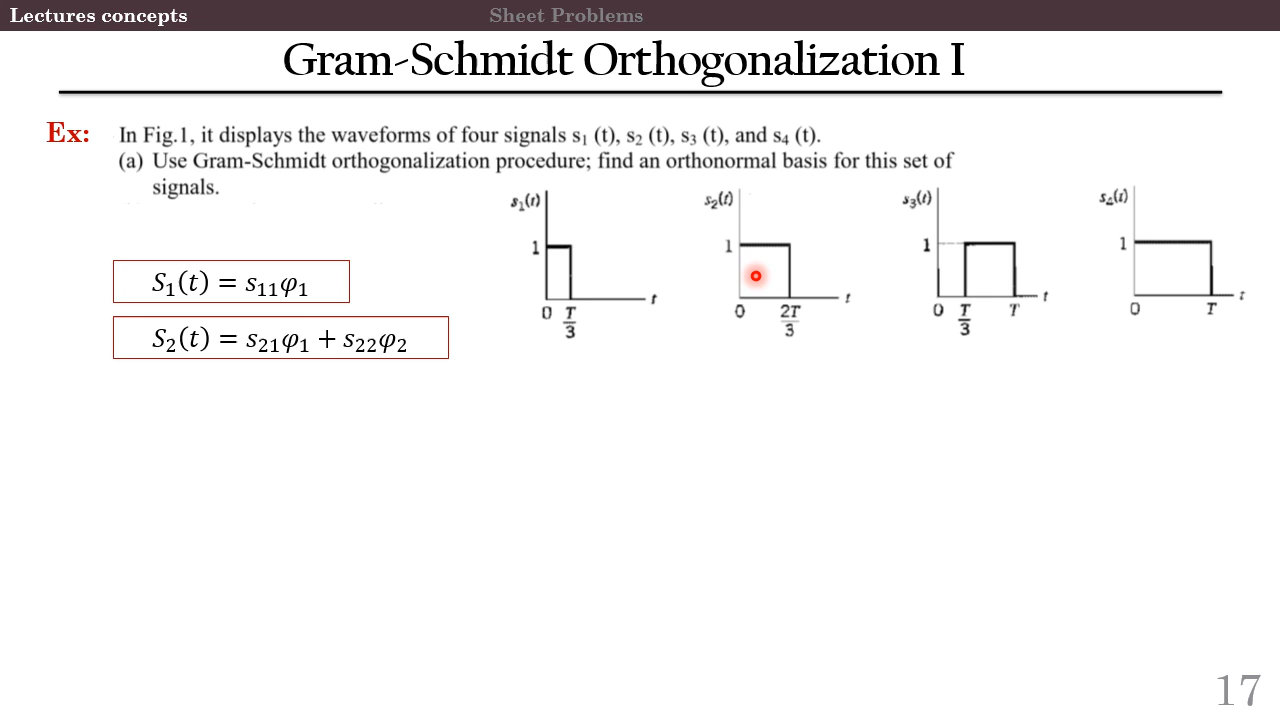 Lectures concepts Sheet Problems
Gram-Schmidt Orthogonalization I
Ex: In Fig.1, it displays the waveforms of four signals s₁ (t), s₂ (t), s₃ (t), and s₄ (t).
(a) Use Gram-Schmidt orthogonalization procedure; find an orthonormal basis for this set of
signals.
s₁(t) s₂(t) s₃(t) s₄(t)
1 1 1 1
S₁(t) = s₁₁φ₁
S₂(t) = s₂₁φ₁ + s₂₂φ₂
0 T/3 t
0 2T/3 t
0 T/3 T t
0 T t
17